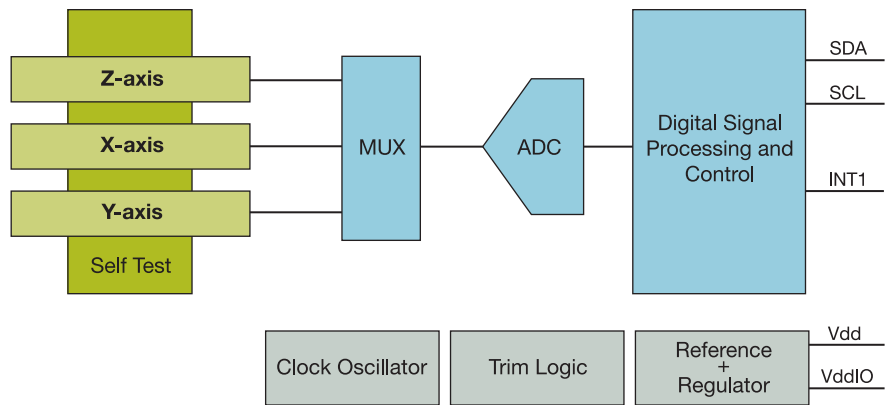 Z-axis
X-axis
Y-axis
Self Test
MUX
ADC
Digital Signal
Processing and
Control
SDA
SCL
INT1
Clock Oscillator
Trim Logic
Reference
+
Regulator
Vdd
VddIO